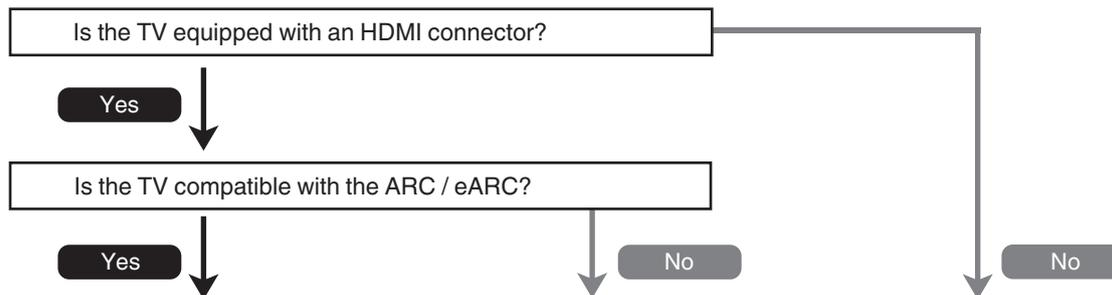 Is the TV equipped with an HDMI connector?
Yes
Is the TV compatible with the ARC / eARC?
Yes
No
No